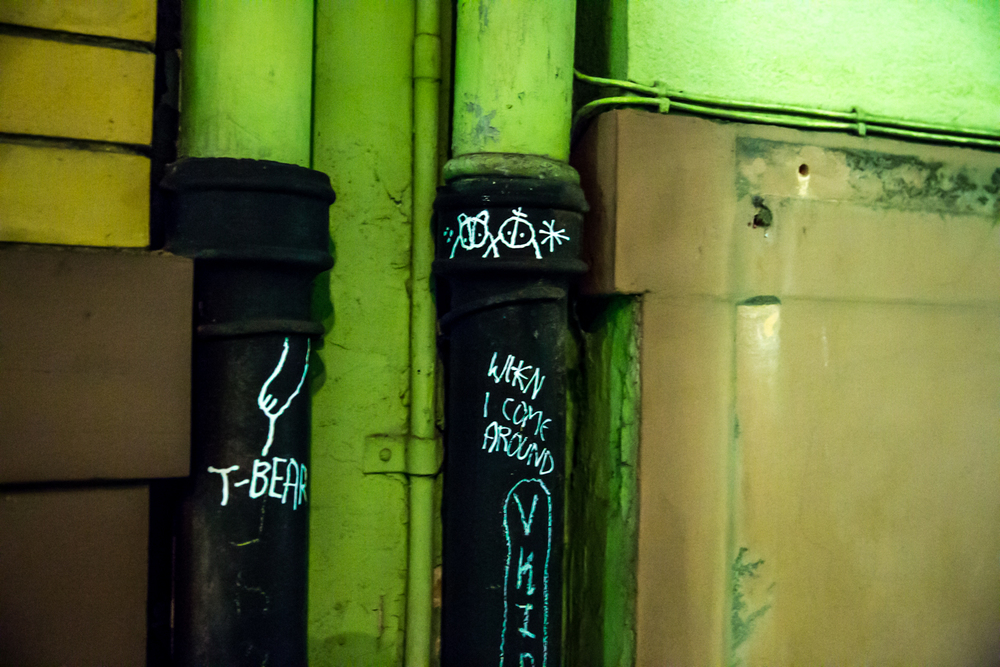 T-BEAR
WHEN
I COME
AROUND
V
K
I